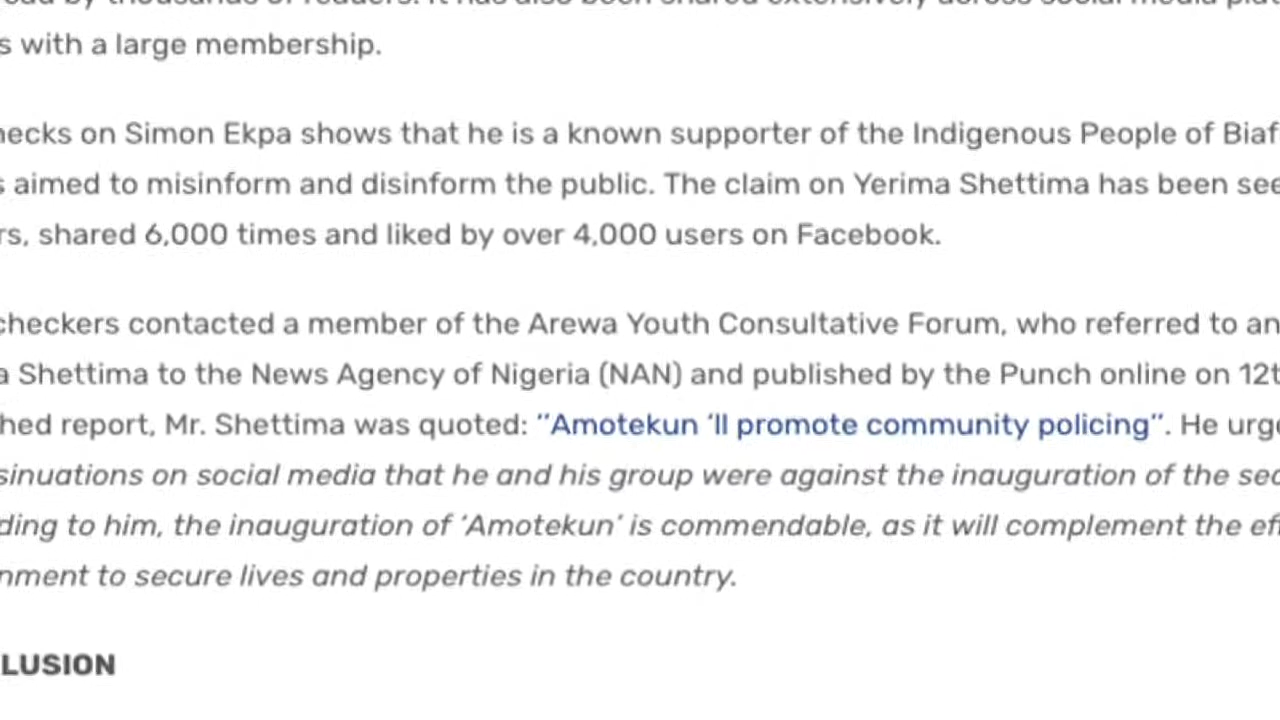 s with a large membership.
hecks on Simon Ekpa shows that he is a known supporter of the Indigenous People of Biaf
s aimed to misinform and disinform the public. The claim on Yerima Shettima has been see
rs, shared 6,000 times and liked by over 4,000 users on Facebook.
checkers contacted a member of the Arewa Youth Consultative Forum, who referred to an
a Shettima to the News Agency of Nigeria (NAN) and published by the Punch online on 12t
hed report, Mr. Shettima was quoted: “Amotekun ‘ll promote community policing”. He urge
sinuations on social media that he and his group were against the inauguration of the sec
ding to him, the inauguration of ‘Amotekun’ is commendable, as it will complement the ef
nment to secure lives and properties in the country.
LUSION